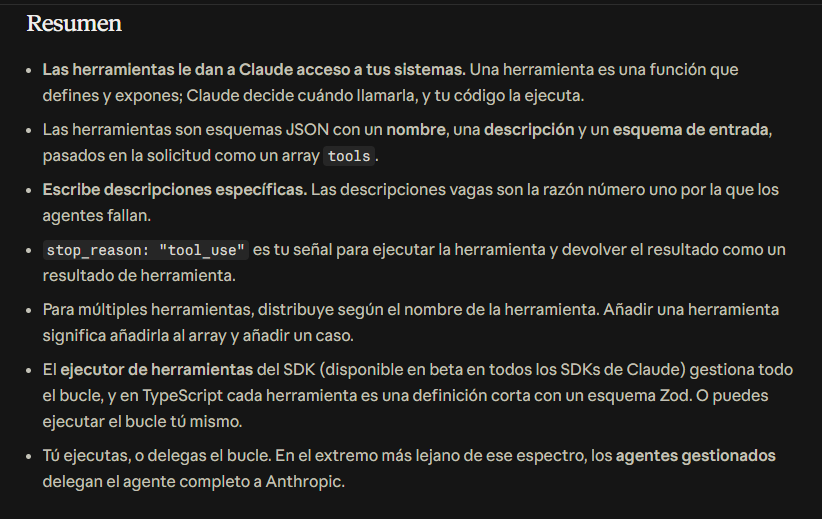 Resumen
• Las herramientas le dan a Claude acceso a tus sistemas. Una herramienta es una función que
defines y expones; Claude decide cuándo llamarla, y tu código la ejecuta.
• Las herramientas son esquemas JSON con un nombre, una descripción y un esquema de entrada,
pasados en la solicitud como un array tools.
• Escribe descripciones específicas. Las descripciones vagas son la razón número uno por la que los
agentes fallan.
• stop_reason: "tool_use" es tu señal para ejecutar la herramienta y devolver el resultado como un
resultado de herramienta.
• Para múltiples herramientas, distribuye según el nombre de la herramienta. Añadir una herramienta
significa añadirla al array y añadir un caso.
• El ejecutor de herramientas del SDK (disponible en beta en todos los SDKs de Claude) gestiona todo
el bucle, y en TypeScript cada herramienta es una definición corta con un esquema Zod. O puedes
ejecutar el bucle tú mismo.
• Tú ejecutas, o delegas el bucle. En el extremo más lejano de ese espectro, los agentes gestionados
delegan el agente completo a Anthropic.